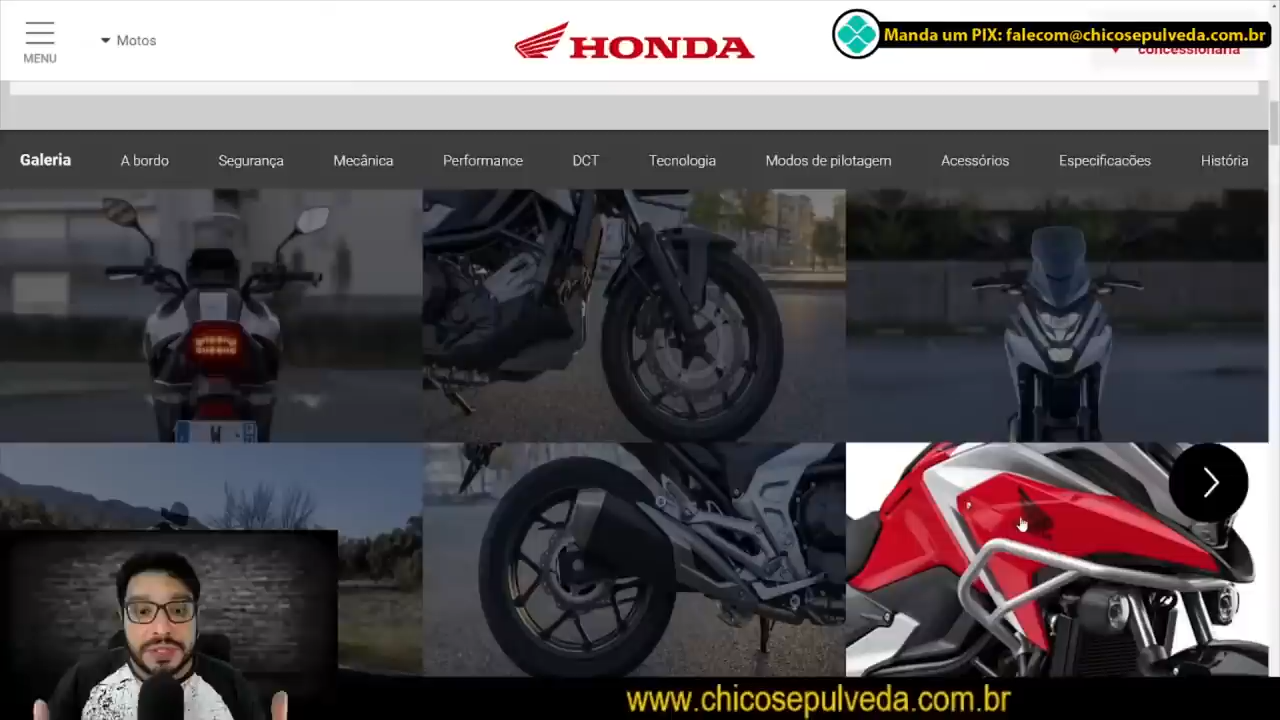 MENU
Motos
HONDA
Manda um PIX: falecom@chicosepulveda.com.br
concessionária
Galeria
A bordo
Segurança
Mecânica
Performance
DCT
Tecnologia
Modos de pilotagem
Acessórios
Especificações
História
www.chicosepulveda.com.br